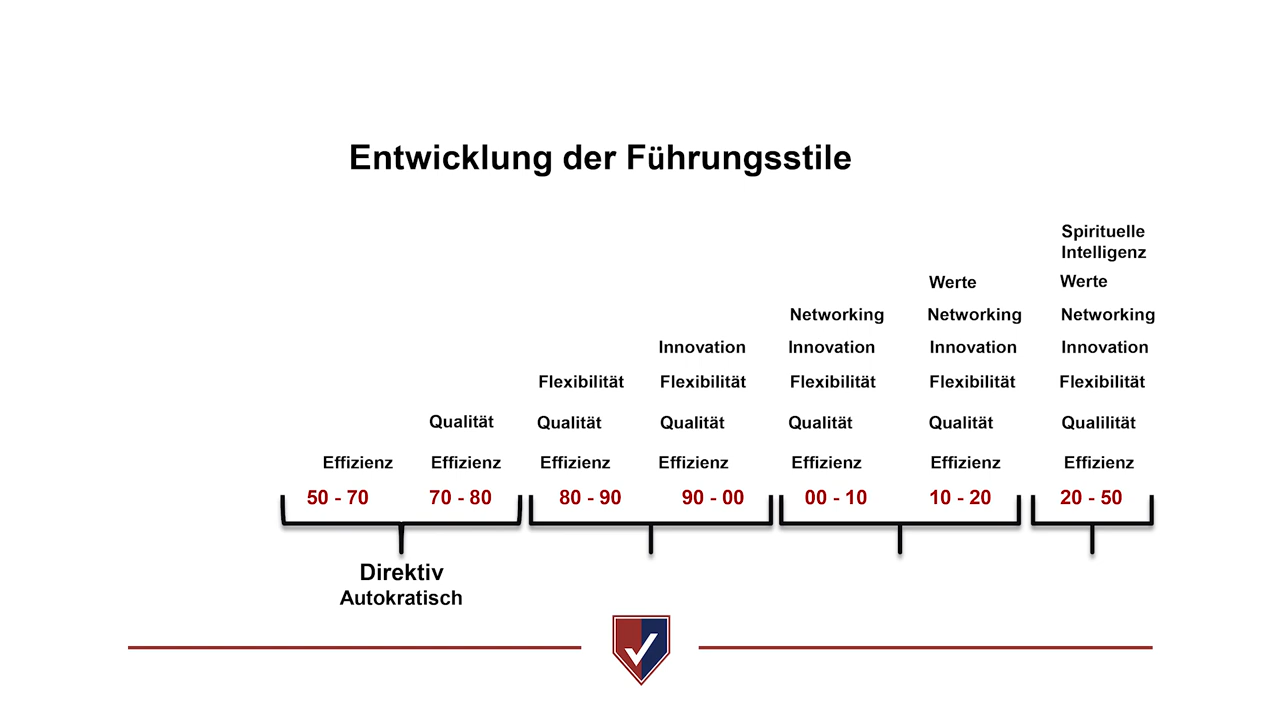 Entwicklung der Führungsstile
Spirituelle
Intelligenz
Werte Werte
Networking Networking Networking
Innovation Innovation Innovation Innovation
Flexibilität Flexibilität Flexibilität Flexibilität Flexibilität
Qualität Qualität Qualität Qualität Qualität Qualilität
Effizienz Effizienz Effizienz Effizienz Effizienz Effizienz Effizienz
50 - 70 70 - 80 80 - 90 90 - 00 00 - 10 10 - 20 20 - 50
Direktiv
Autokratisch